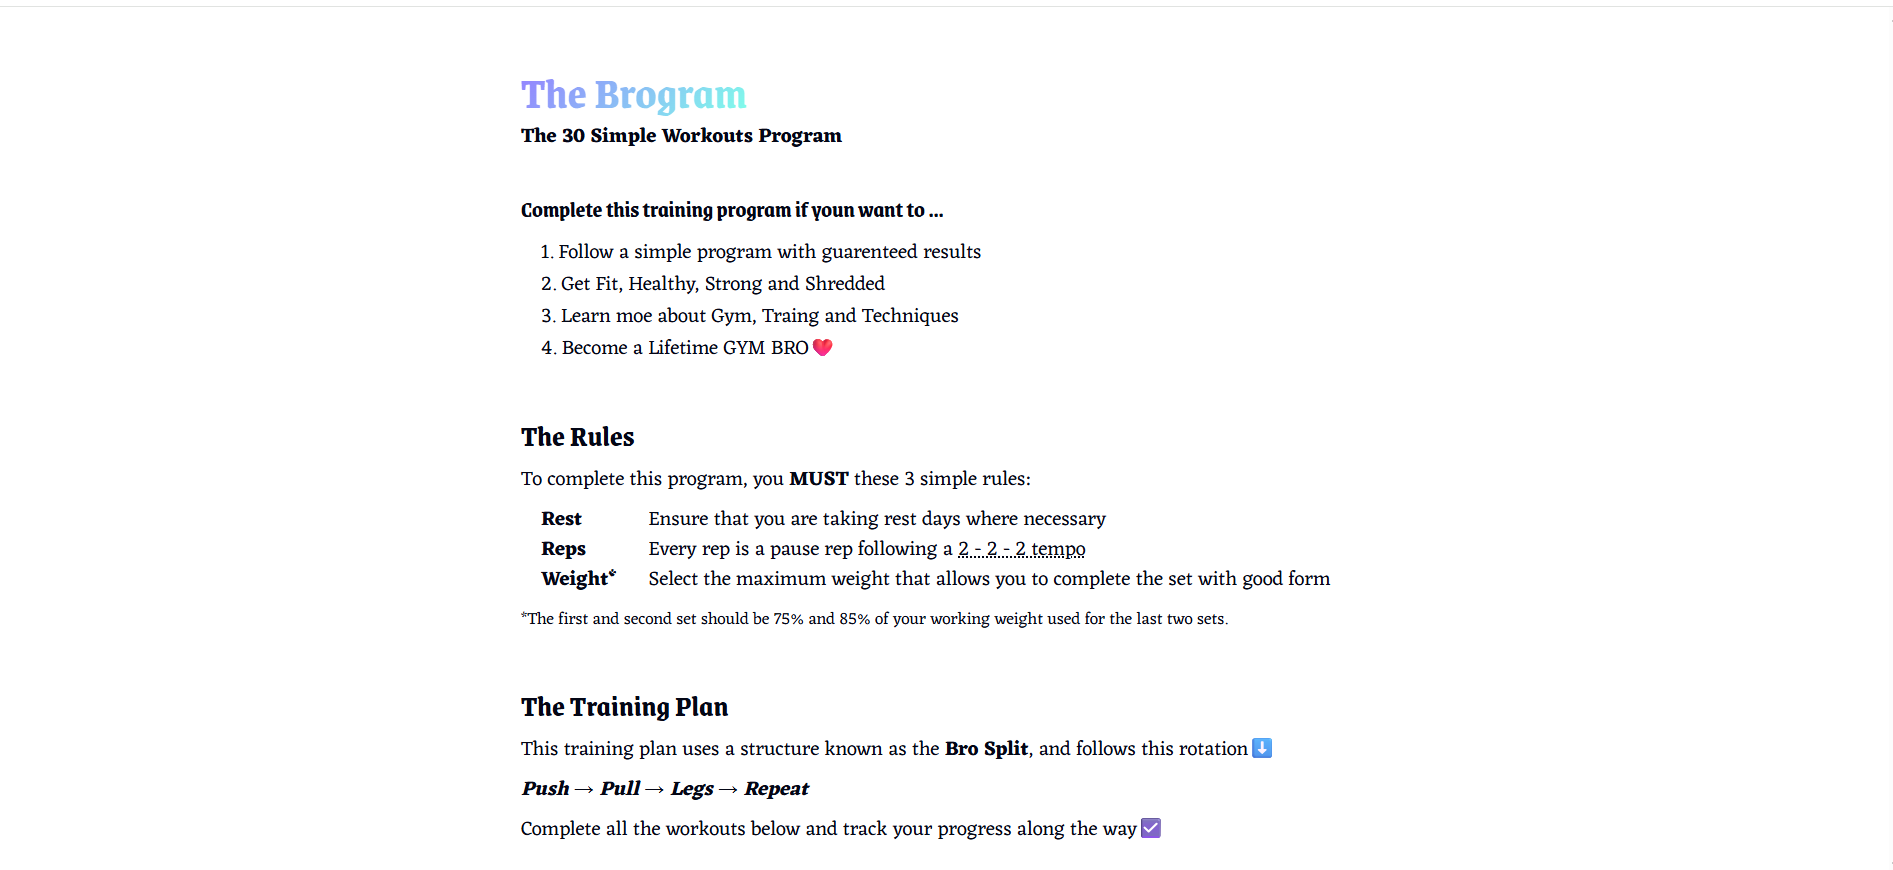 The Brogram
The 30 Simple Workouts Program
Complete this training program if youn want to ...
1. Follow a simple program with guarenteed results
2. Get Fit, Healthy, Strong and Shredded
3. Learn moe about Gym, Traing and Techniques
4. Become a Lifetime GYM BRO ❤️
The Rules
To complete this program, you MUST these 3 simple rules:
Rest Ensure that you are taking rest days where necessary
Reps Every rep is a pause rep following a 2 - 2 - 2 tempo
Weight* Select the maximum weight that allows you to complete the set with good form
*The first and second set should be 75% and 85% of your working weight used for the last two sets.
The Training Plan
This training plan uses a structure known as the Bro Split, and follows this rotation ⬇️
Push → Pull → Legs → Repeat
Complete all the workouts below and track your progress along the way ☑️